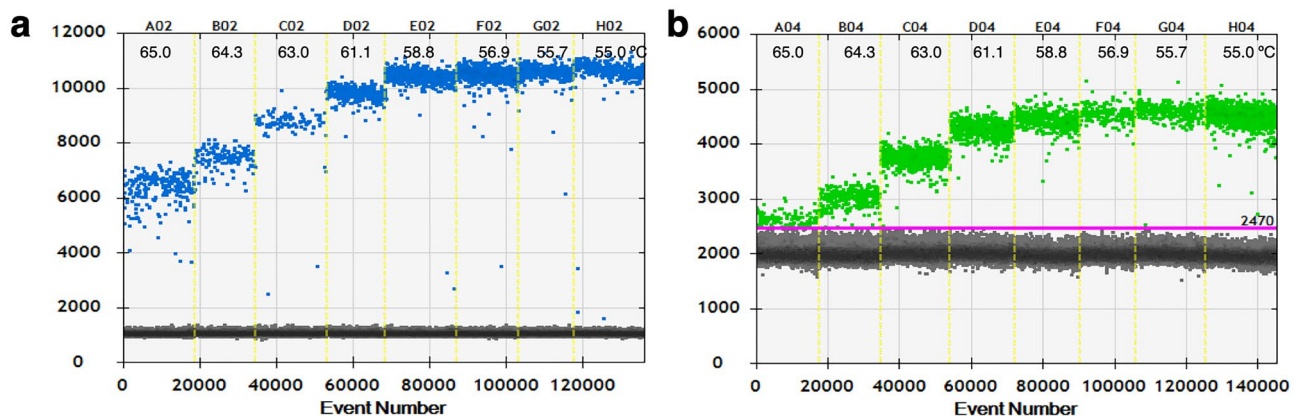 a
A02 B02 C02 D02 E02 F02 G02 H02
12000
65.0 64.3 63.0 61.1 58.8 56.9 55.7 55.0 ºC
10000
8000
6000
4000
2000
0
0 20000 40000 60000 80000 100000 120000
Event Number
b
A04 B04 C04 D04 E04 F04 G04 H04
6000
65.0 64.3 63.0 61.1 58.8 56.9 55.7 55.0 ºC
5000
4000
3000
2470
2000
1000
0
0 20000 40000 60000 80000 100000 120000 140000
Event Number